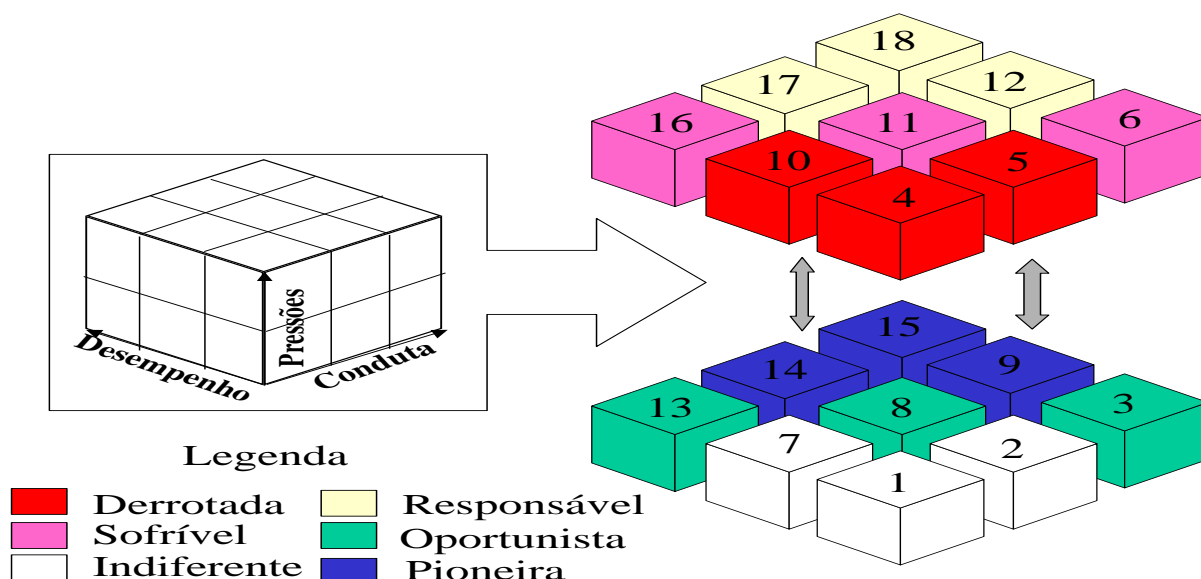 18
17
12
16
11
6
10
5
4
Pressões
Desempenho
Conduta
15
14
9
13
8
3
7
2
1
Legenda
Derrotada
Responsável
Sofrível
Oportunista
Indiferente
Pioneira